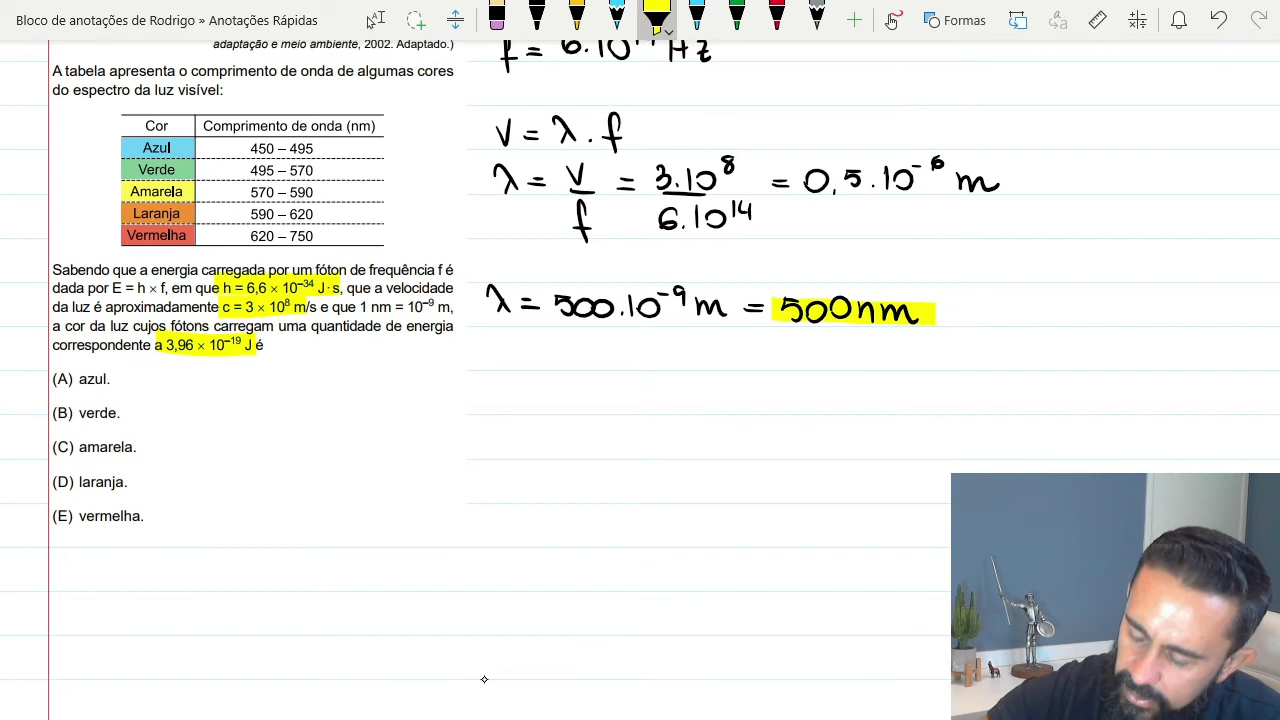 Bloco de notações de Rodrigo » Anotações Rápidas
Formas
adaptação e meio ambiente, 2002. Adaptado.)
A tabela apresenta o comprimento de onda de algumas cores
do espectro da luz visível:
Cor Comprimento de onda (nm)
Azul 450 – 495
Verde 495 – 570
Amarela 570 – 590
Laranja 590 – 620
Vermelha 620 – 750
Sabendo que a energia carregada por um fóton de frequência f é
dada por E = h × f, em que h = 6,6 × 10⁻³⁴ J· s, que a velocidade
da luz é aproximadamente c = 3 × 10⁸ m/s e que 1 nm = 10⁻⁹ m,
a cor da luz cujos fótons carregam uma quantidade de energia
correspondente a 3,96 × 10⁻¹⁹ J é
(A) azul.
(B) verde.
(C) amarela.
(D) laranja.
(E) vermelha.
f = 6.10¹⁴ Hz
V = λ . f
λ = V/f = 3.10⁸/6.10¹⁴ = 0,5.10⁻⁶ m
λ = 500.10⁻⁹ m = 500nm